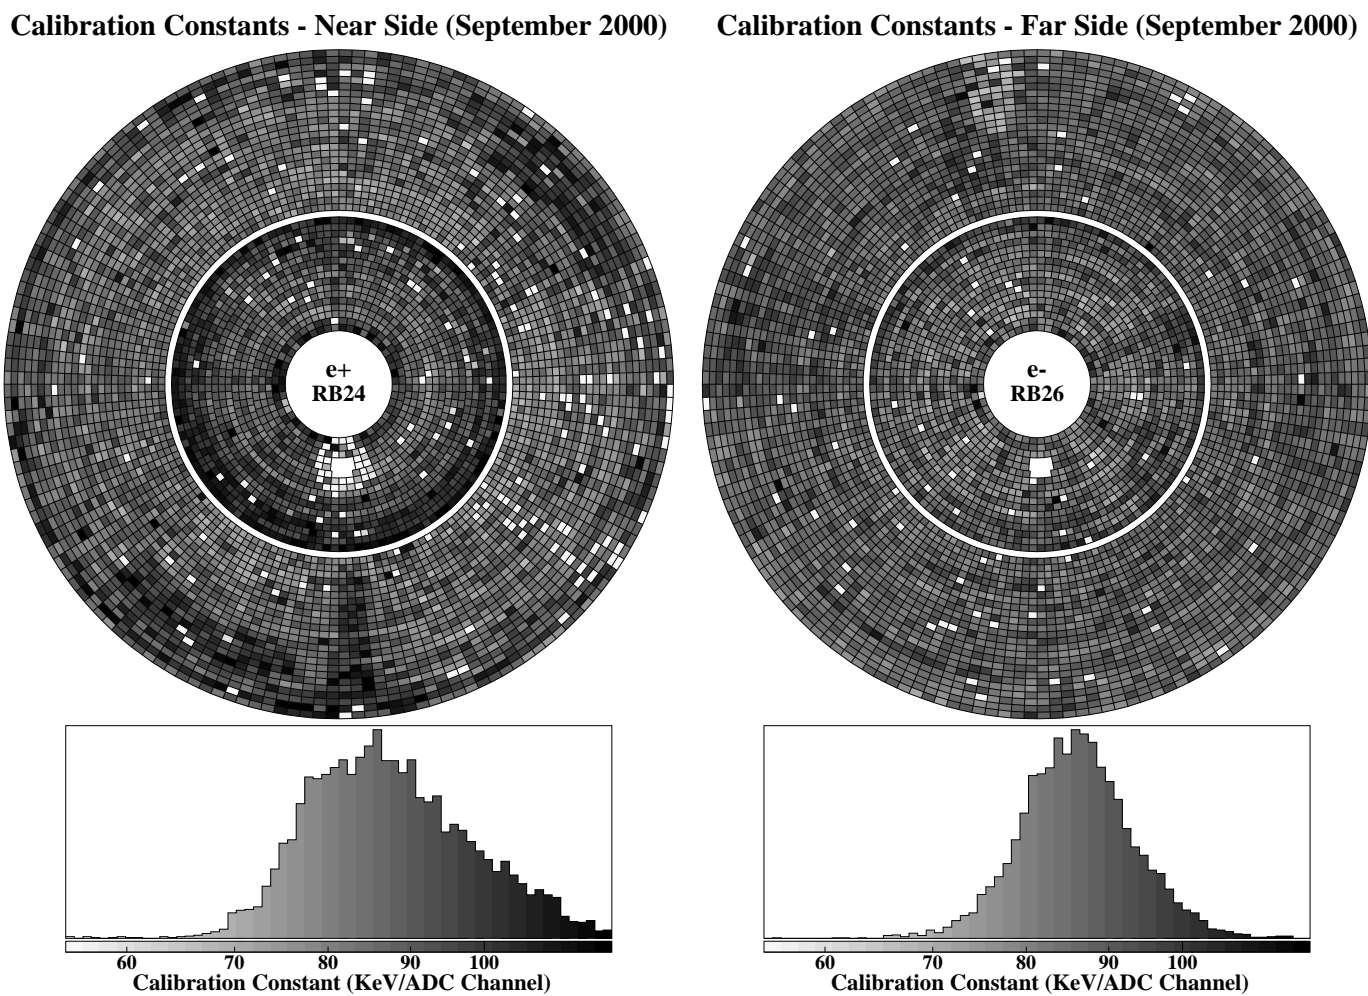 Calibration Constants - Near Side (September 2000)
Calibration Constants - Far Side (September 2000)
e+
RB24
e-
RB26
60 70 80 90 100
Calibration Constant (KeV/ADC Channel)
60 70 80 90 100
Calibration Constant (KeV/ADC Channel)